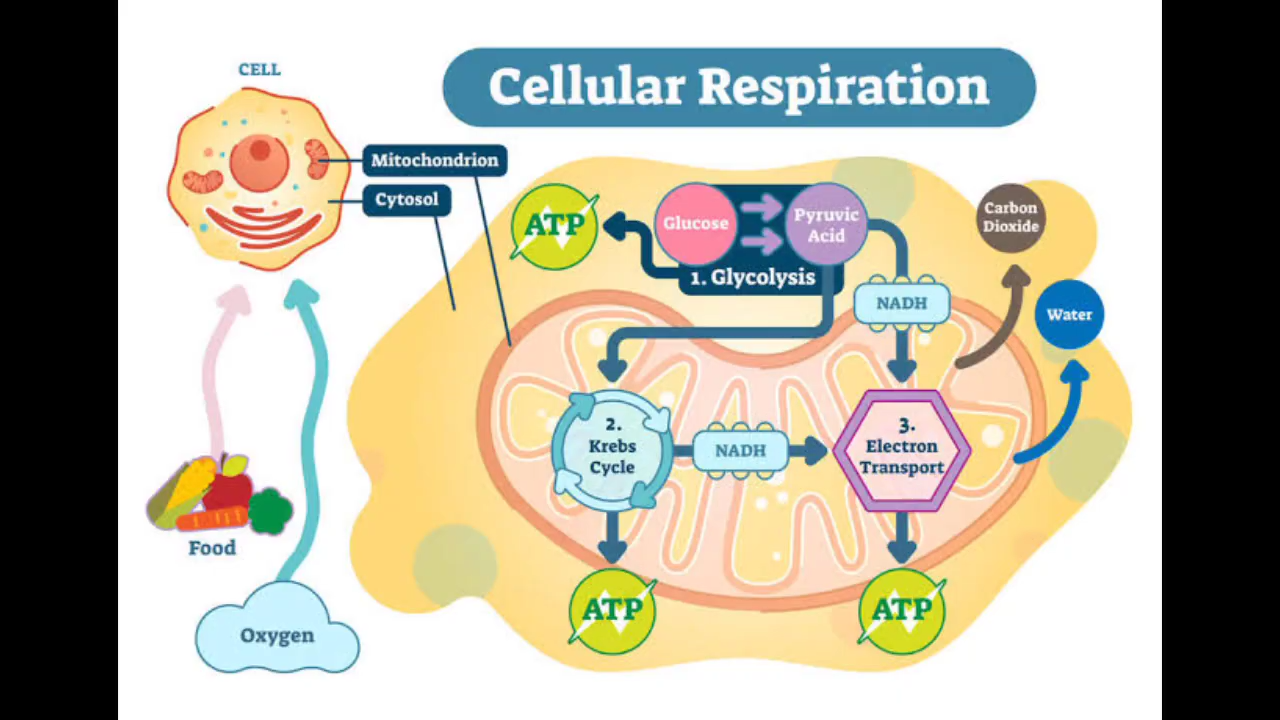 CELL
Cellular Respiration
Mitochondrion
Cytosol
ATP
Glucose
Pyruvic
Acid
1. Glycolysis
Carbon
Dioxide
NADH
Water
2.
Krebs
Cycle
NADH
3.
Electron
Transport
Food
ATP
ATP
Oxygen